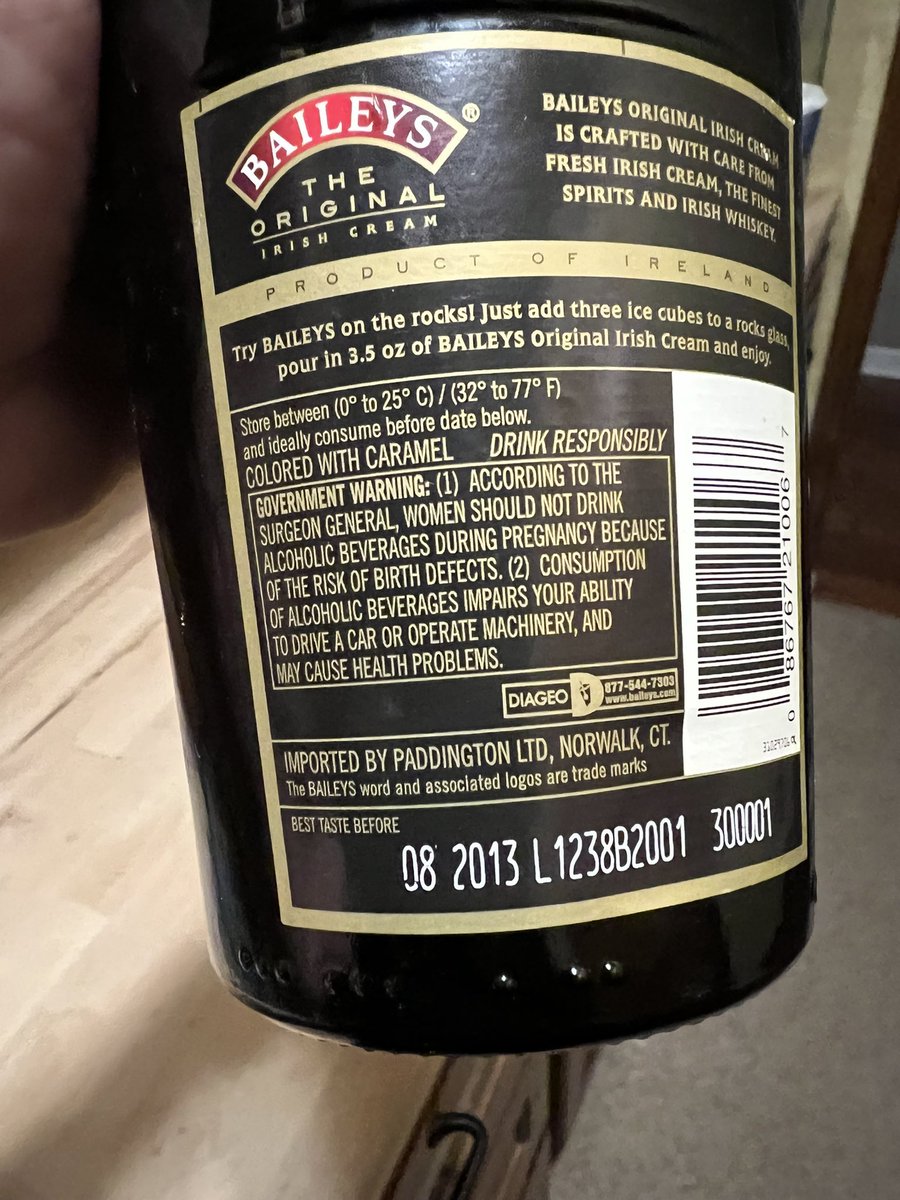 BAILEYS®
THE
ORIGINAL
IRISH CREAM
BAILEYS ORIGINAL IRISH CREAM
IS CRAFTED WITH CARE FROM
FRESH IRISH CREAM, THE FINEST
SPIRITS AND IRISH WHISKEY.
PRODUCT OF IRELAND
Try BAILEYS on the rocks! Just add three ice cubes to a rocks glass,
pour in 3.5 oz of BAILEYS Original Irish Cream and enjoy.
Store between (0° to 25° C) / (32° to 77° F)
and ideally consume before date below.
COLORED WITH CARAMEL DRINK RESPONSIBLY
GOVERNMENT WARNING: (1) ACCORDING TO THE
SURGEON GENERAL, WOMEN SHOULD NOT DRINK
ALCOHOLIC BEVERAGES DURING PREGNANCY BECAUSE
OF THE RISK OF BIRTH DEFECTS. (2) CONSUMPTION
OF ALCOHOLIC BEVERAGES IMPAIRS YOUR ABILITY
TO DRIVE A CAR OR OPERATE MACHINERY, AND
MAY CAUSE HEALTH PROBLEMS.
DIAGEO 877-544-7303
www.baileys.com
0 86767 21006 7
IMPORTED BY PADDINGTON LTD, NORWALK, CT.
The BAILEYS word and associated logos are trade marks
BEST TASTE BEFORE
08 2013 L1238B2001 300001